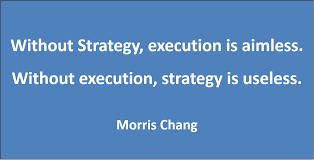 Without Strategy, execution is aimless.
Without execution, strategy is useless.
Morris Chang